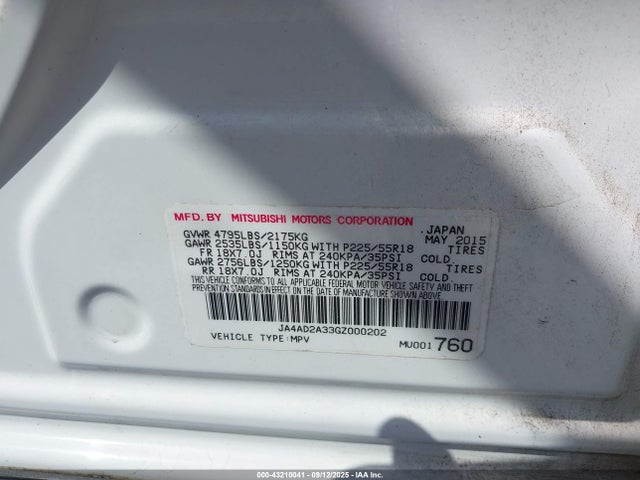 MFD. BY MITSUBISHI MOTORS CORPORATION JAPAN
GVWR 4795LBS/2175KG MAY 2015
GAWR 2535LBS/1150KG WITH P225/55R18 TIRES
FR 18X7.0J RIMS AT 240KPA/35PSI COLD.
GAWR 2756LBS/1250KG WITH P225/55R18 TIRES
RR 18X7.0J RIMS AT 240KPA/35PSI COLD
THIS VEHICLE CONFORMS TO ALL APPLICABLE FEDERAL
MOTOR VEHICLE SAFETY, BUMPER AND THEFT
PREVENTION STANDARDS IN EFFECT ON THE DATE OF
MANUFACTURE SHOWN ABOVE.
JA4AD2A33GZ000202
VEHICLE TYPE:MPV MU001760
000-43210041 - 09/12/2025 - IAA Inc.